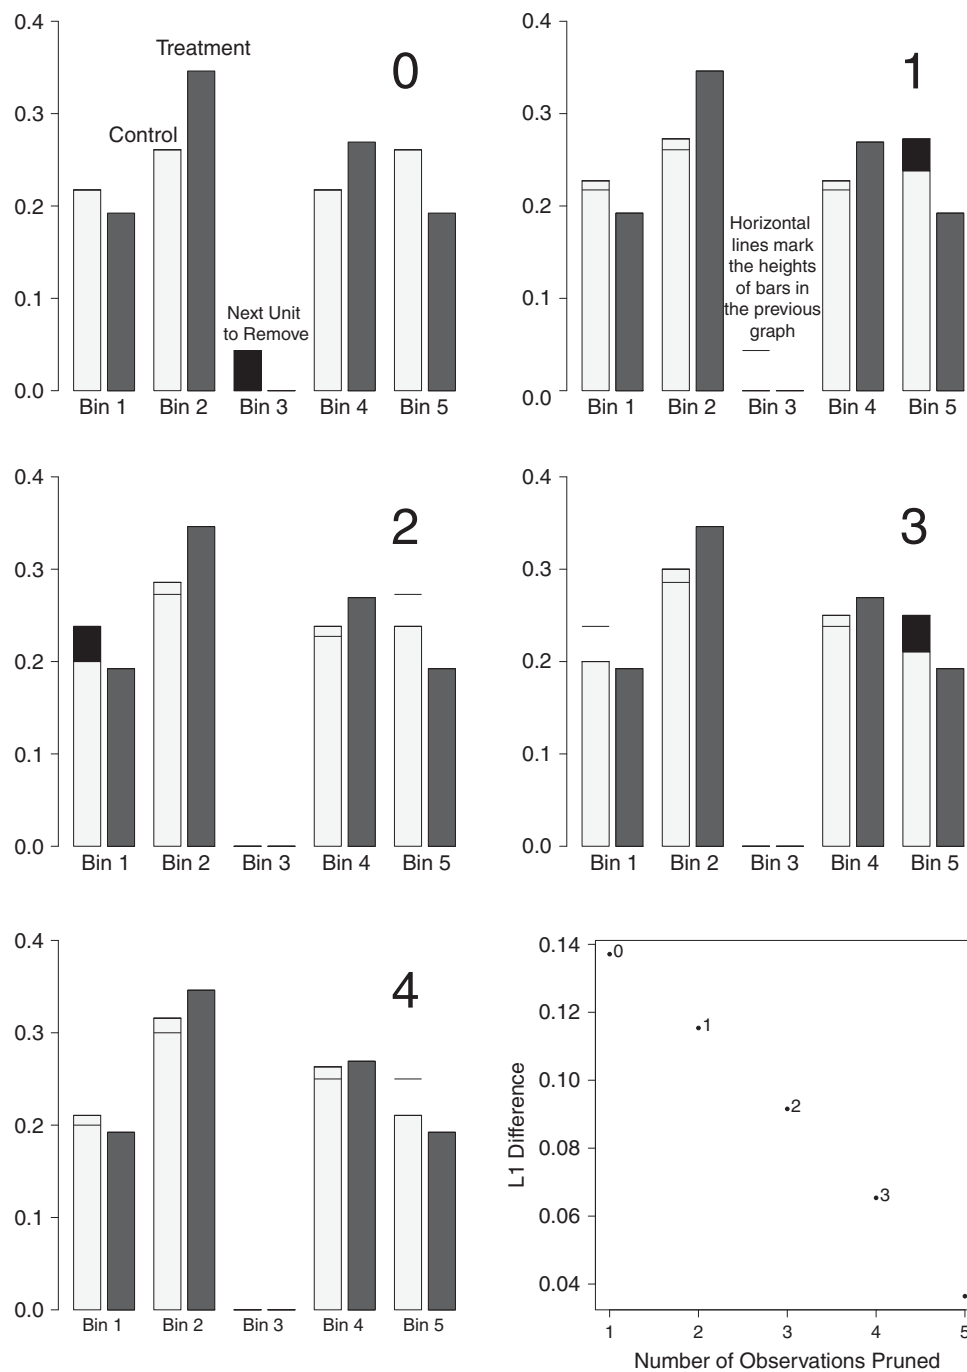 0.4
0.3
0.2
0.1
0.0
Treatment
Control
0
Next Unit
to Remove
Bin 1 Bin 2 Bin 3 Bin 4 Bin 5
0.4
0.3
0.2
0.1
0.0
1
Horizontal
lines mark
the heights
of bars in
the previous
graph
Bin 1 Bin 2 Bin 3 Bin 4 Bin 5
0.4
0.3
0.2
0.1
0.0
2
Bin 1 Bin 2 Bin 3 Bin 4 Bin 5
0.4
0.3
0.2
0.1
0.0
3
Bin 1 Bin 2 Bin 3 Bin 4 Bin 5
0.4
0.3
0.2
0.1
0.0
4
Bin 1 Bin 2 Bin 3 Bin 4 Bin 5
L1 Difference
0.14
0.12
0.10
0.08
0.06
0.04
0
1
2
3
1 2 3 4 5
Number of Observations Pruned